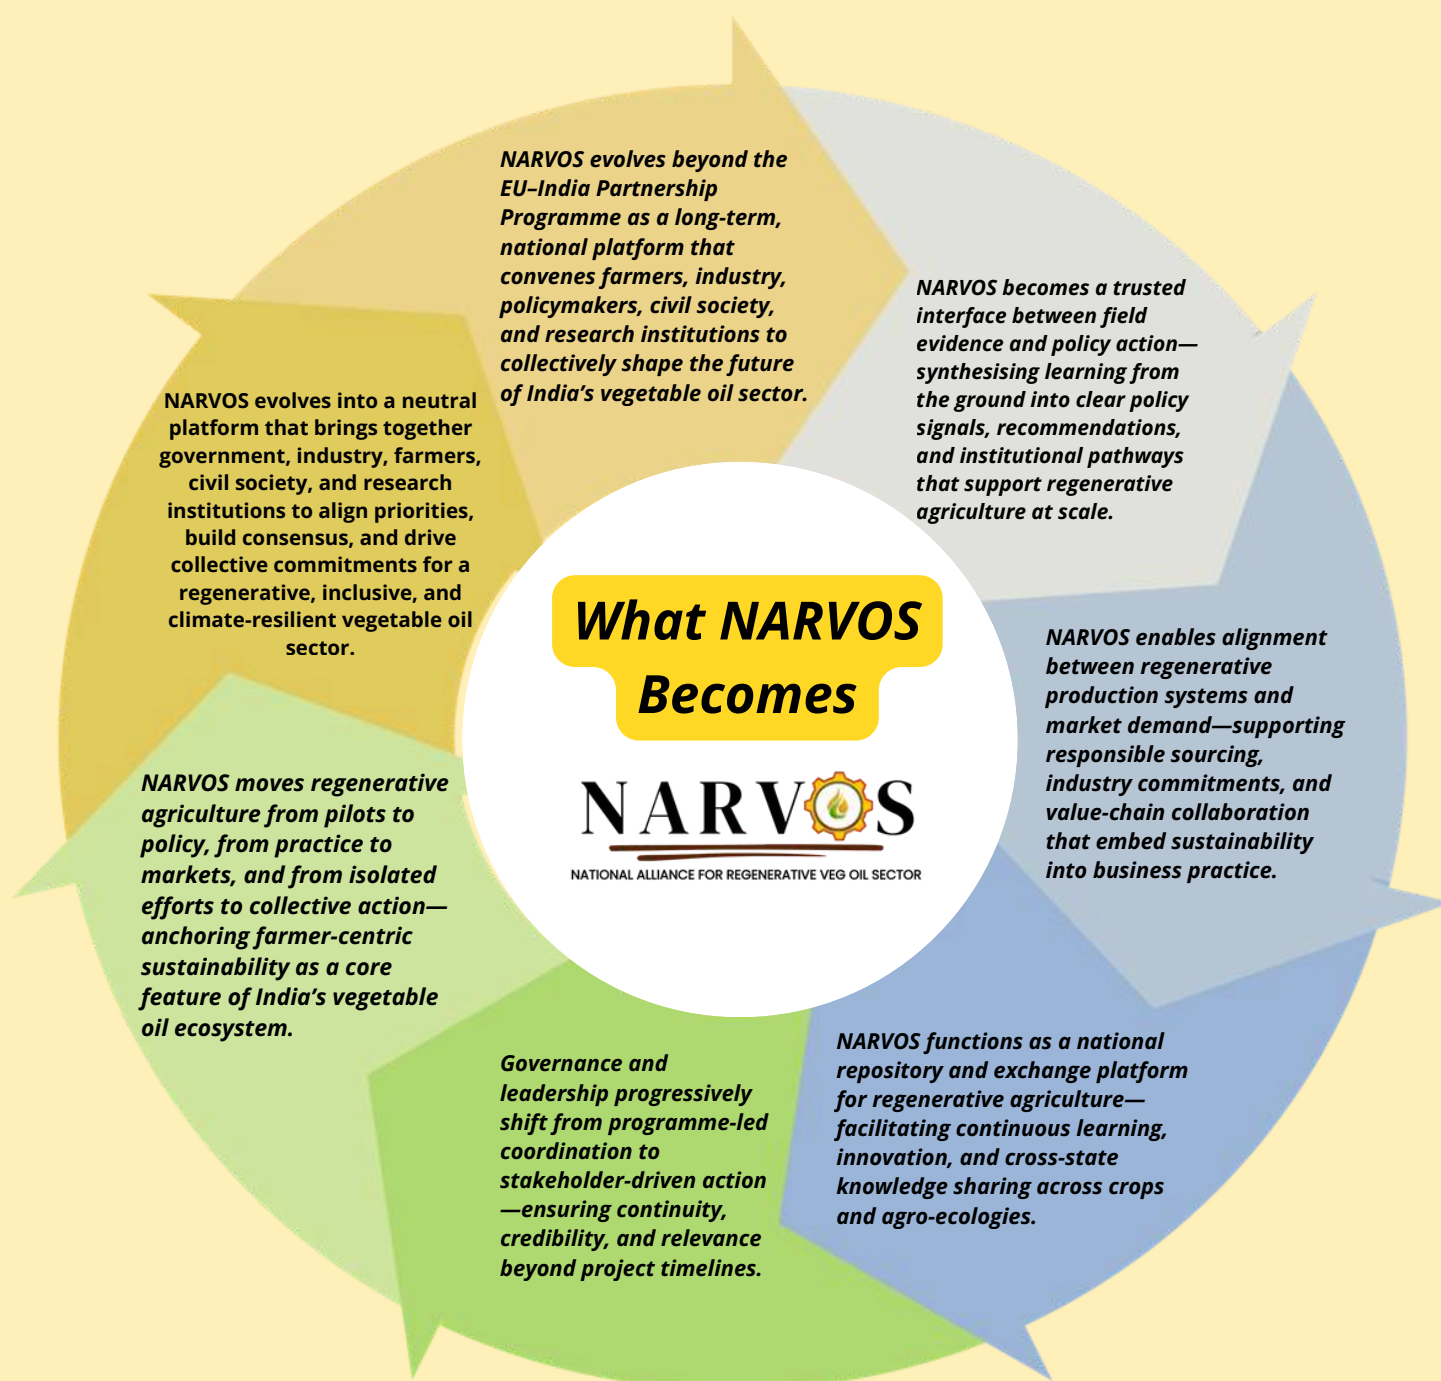 What NARVOS
Becomes
NARVOS
NATIONAL ALLIANCE FOR REGENERATIVE VEG OIL SECTOR
NARVOS evolves beyond the
EU–India Partnership
Programme as a long-term,
national platform that
convenes farmers, industry,
policymakers, civil society,
and research institutions to
collectively shape the future
of India’s vegetable oil sector.
NARVOS becomes a trusted
interface between field
evidence and policy action—
synthesising learning from
the ground into clear policy
signals, recommendations,
and institutional pathways
that support regenerative
agriculture at scale.
NARVOS enables alignment
between regenerative
production systems and
market demand—supporting
responsible sourcing,
industry commitments, and
value-chain collaboration
that embed sustainability
into business practice.
NARVOS functions as a national
repository and exchange platform
for regenerative agriculture—
facilitating continuous learning,
innovation, and cross-state
knowledge sharing across crops
and agro-ecologies.
Governance and
leadership progressively
shift from programme-led
coordination to
stakeholder-driven action
—ensuring continuity,
credibility, and relevance
beyond project timelines.
NARVOS moves regenerative
agriculture from pilots to
policy, from practice to
markets, and from isolated
efforts to collective action—
anchoring farmer-centric
sustainability as a core
feature of India’s vegetable
oil ecosystem.
NARVOS evolves into a neutral
platform that brings together
government, industry, farmers,
civil society, and research
institutions to align priorities,
build consensus, and drive
collective commitments for a
regenerative, inclusive, and
climate-resilient vegetable oil
sector.